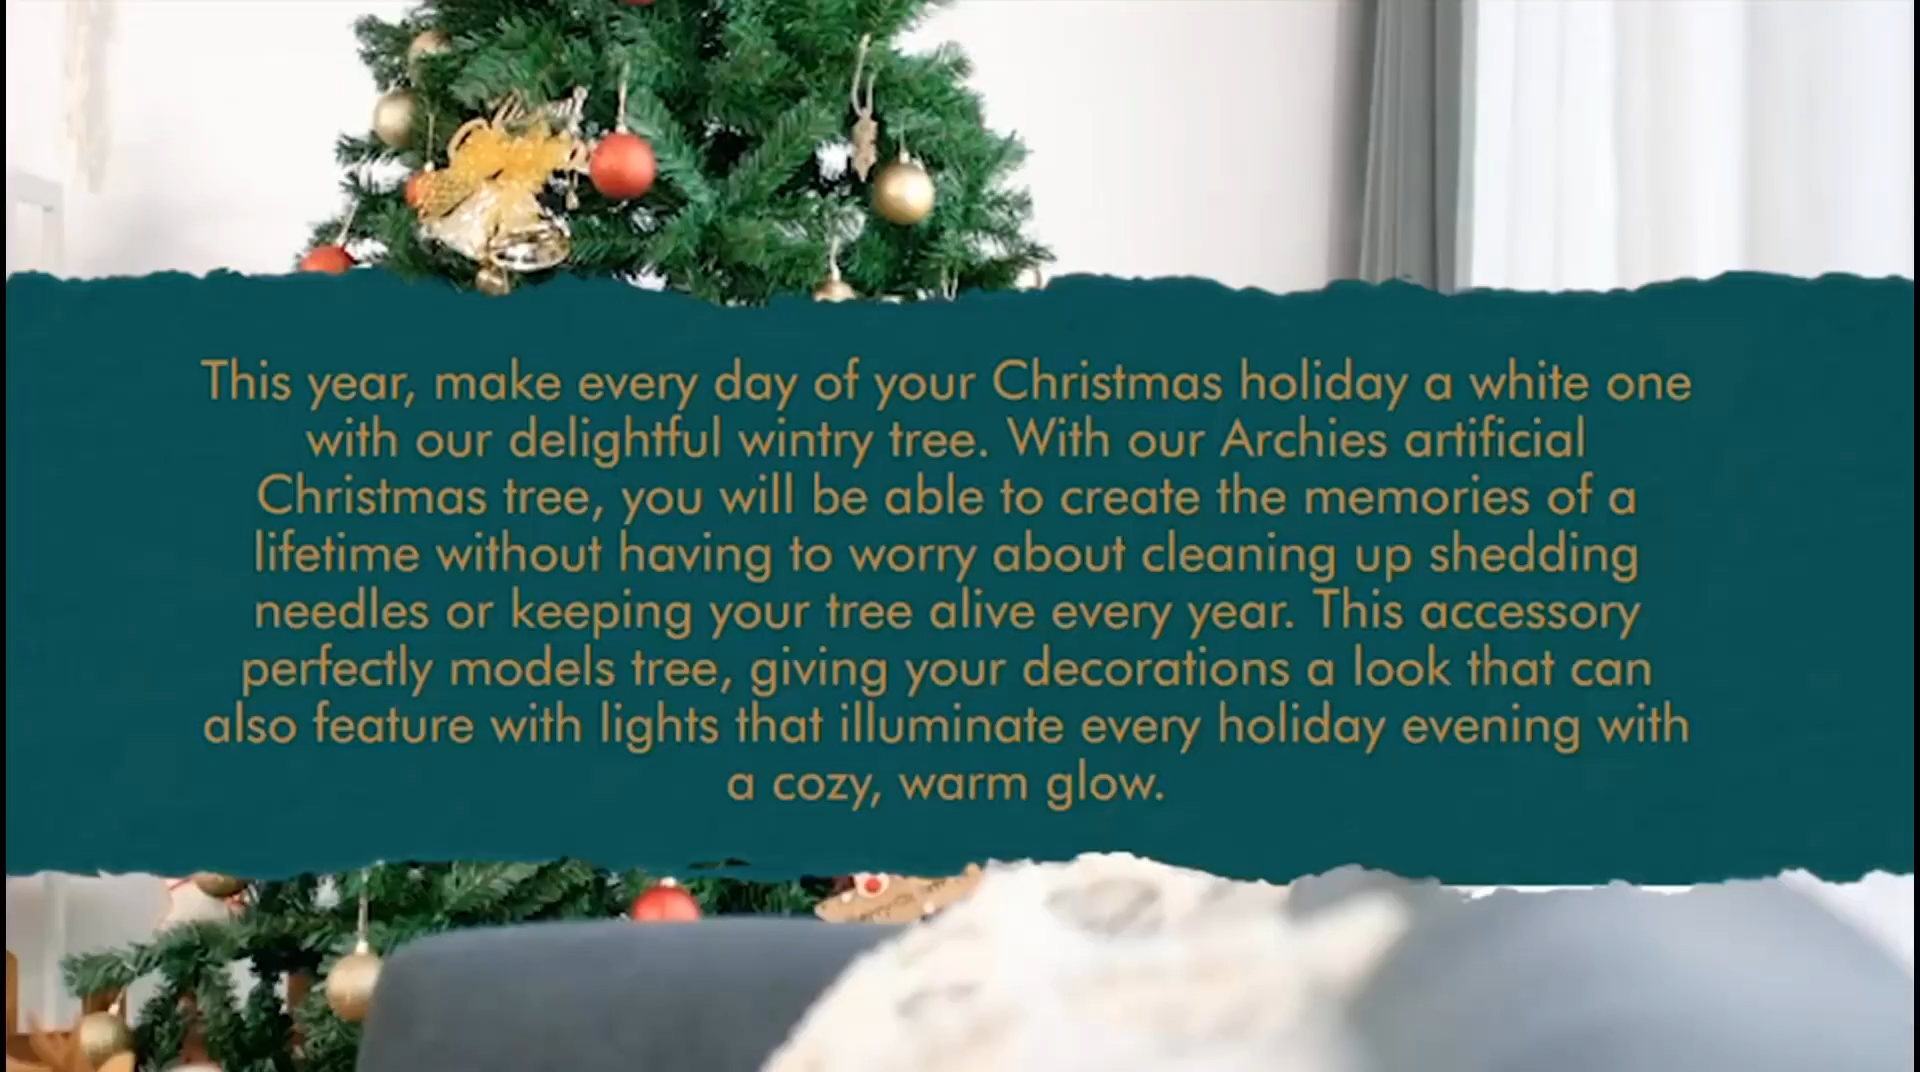 This year, make every day of your Christmas holiday a white one
with our delightful wintry tree. With our Archies artificial
Christmas tree, you will be able to create the memories of a
lifetime without having to worry about cleaning up shedding
needles or keeping your tree alive every year. This accessory
perfectly models tree, giving your decorations a look that can
also feature with lights that illuminate every holiday evening with
a cozy, warm glow.